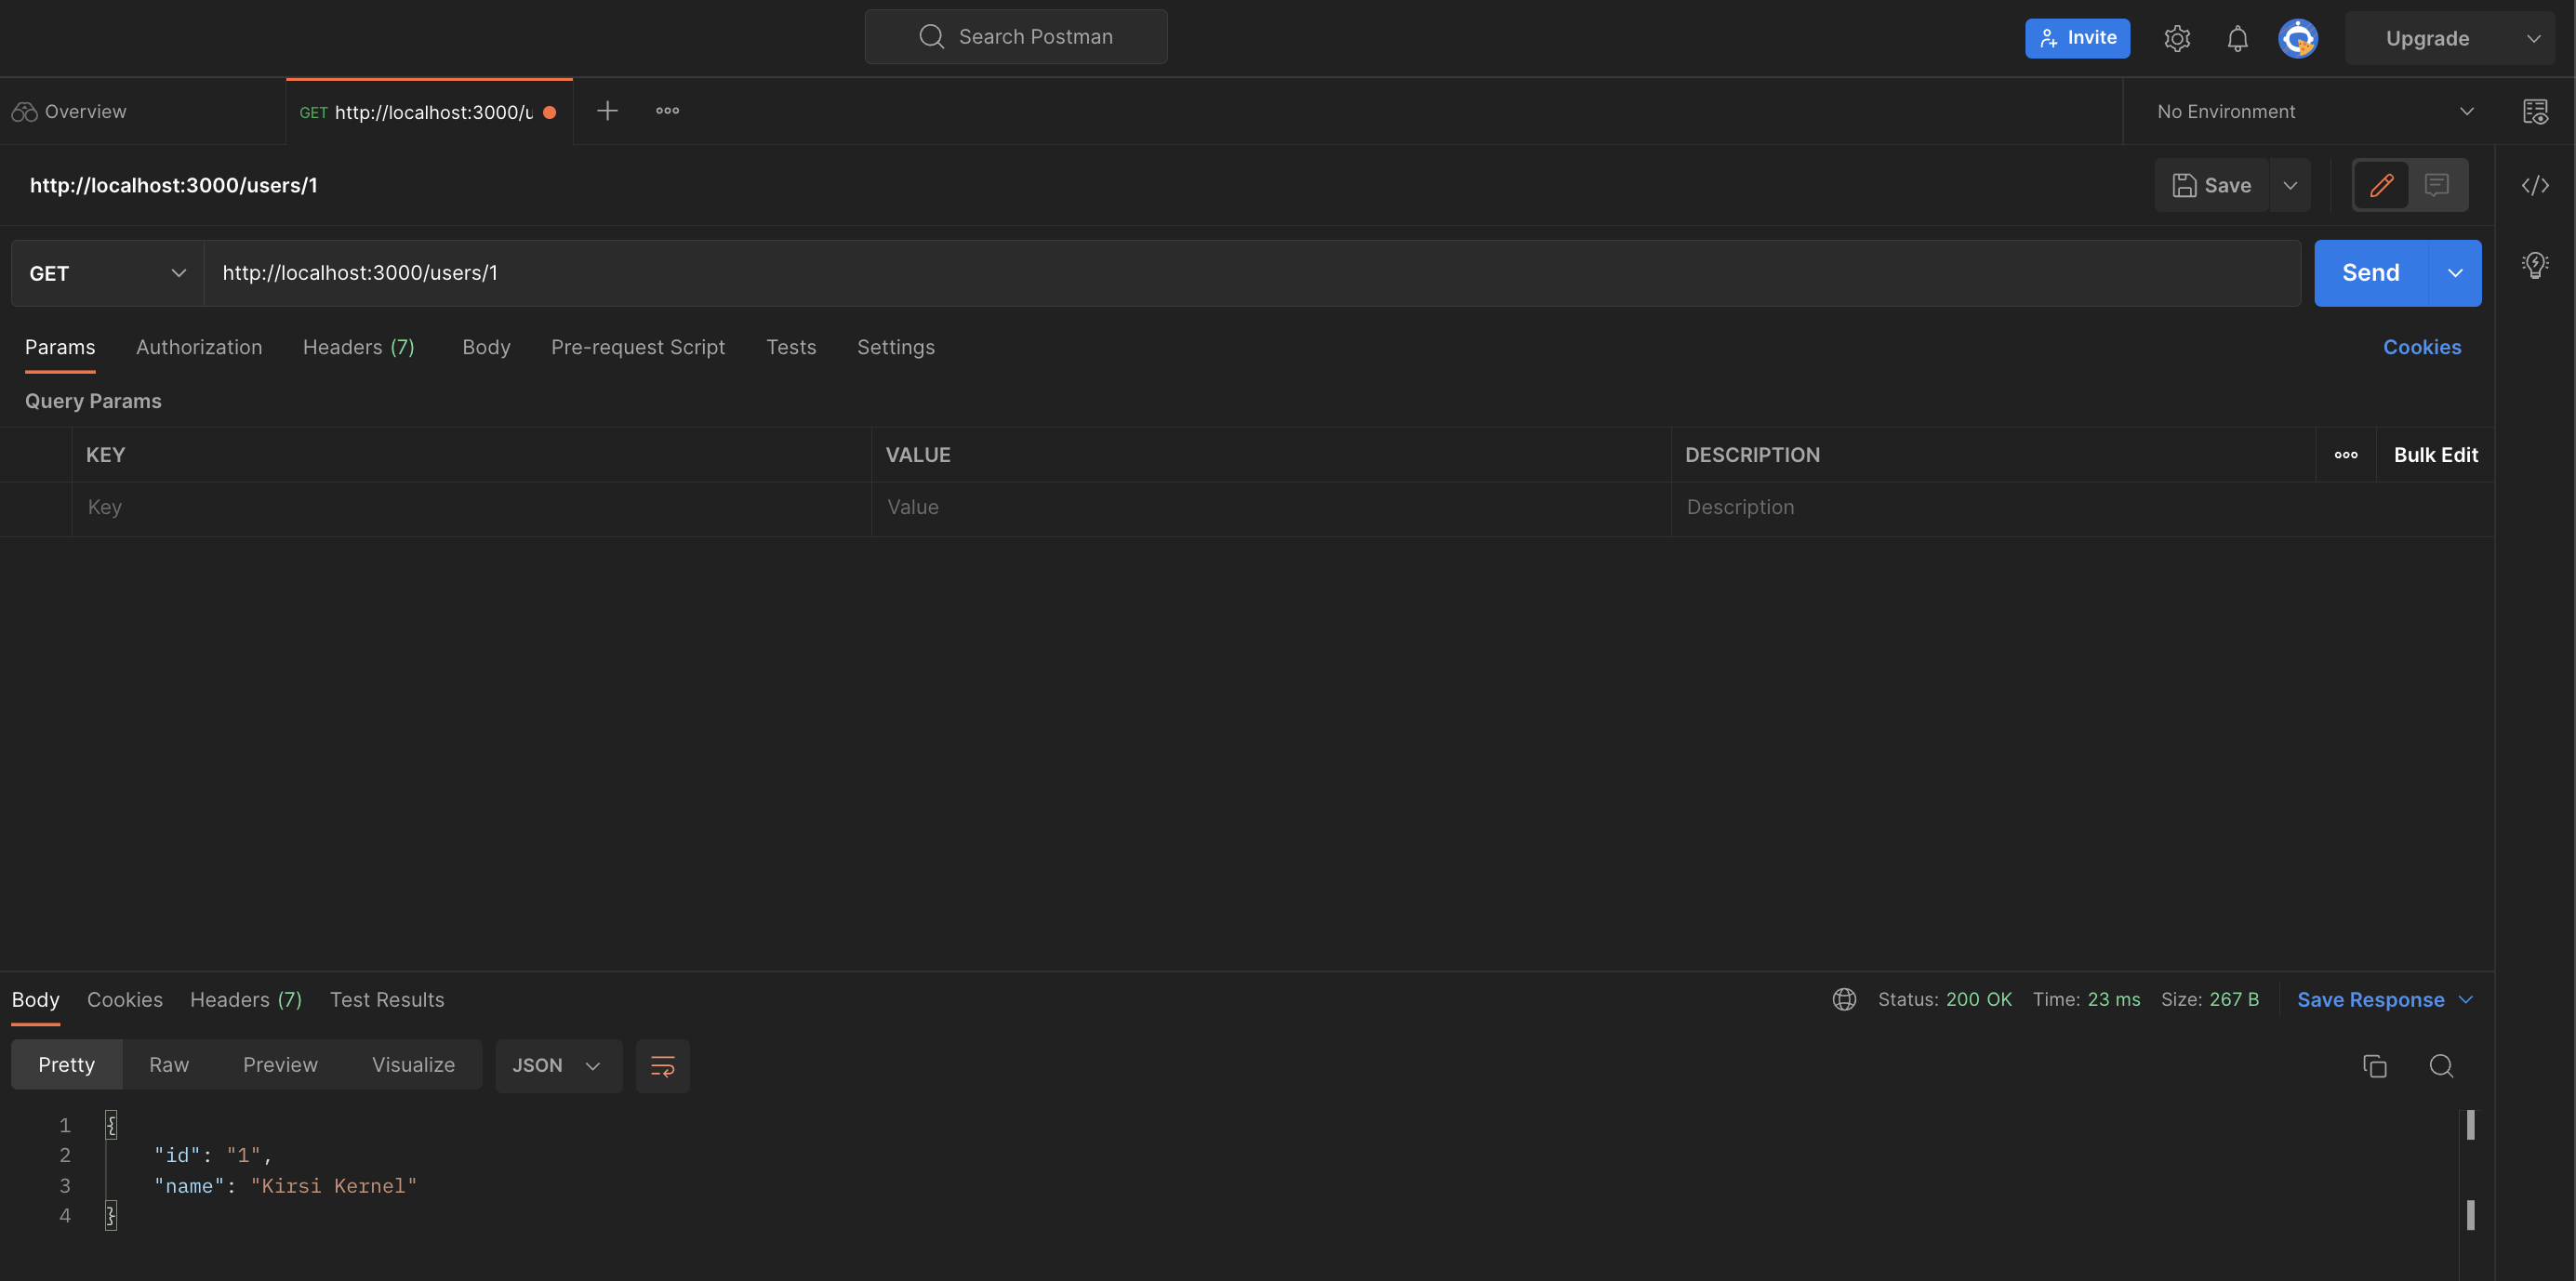 Search Postman
Invite
Upgrade
Overview
GET http://localhost:3000/u
No Environment
http://localhost:3000/users/1
Save
GET
http://localhost:3000/users/1
Send
Params Authorization Headers (7) Body Pre-request Script Tests Settings
Cookies
Query Params
KEY VALUE DESCRIPTION
Bulk Edit
Key Value Description
Body Cookies Headers (7) Test Results
Status: 200 OK Time: 23 ms Size: 267 B
Save Response
Pretty Raw Preview Visualize
JSON
1 {
2 "id": "1",
3 "name": "Kirsi Kernel"
4 }